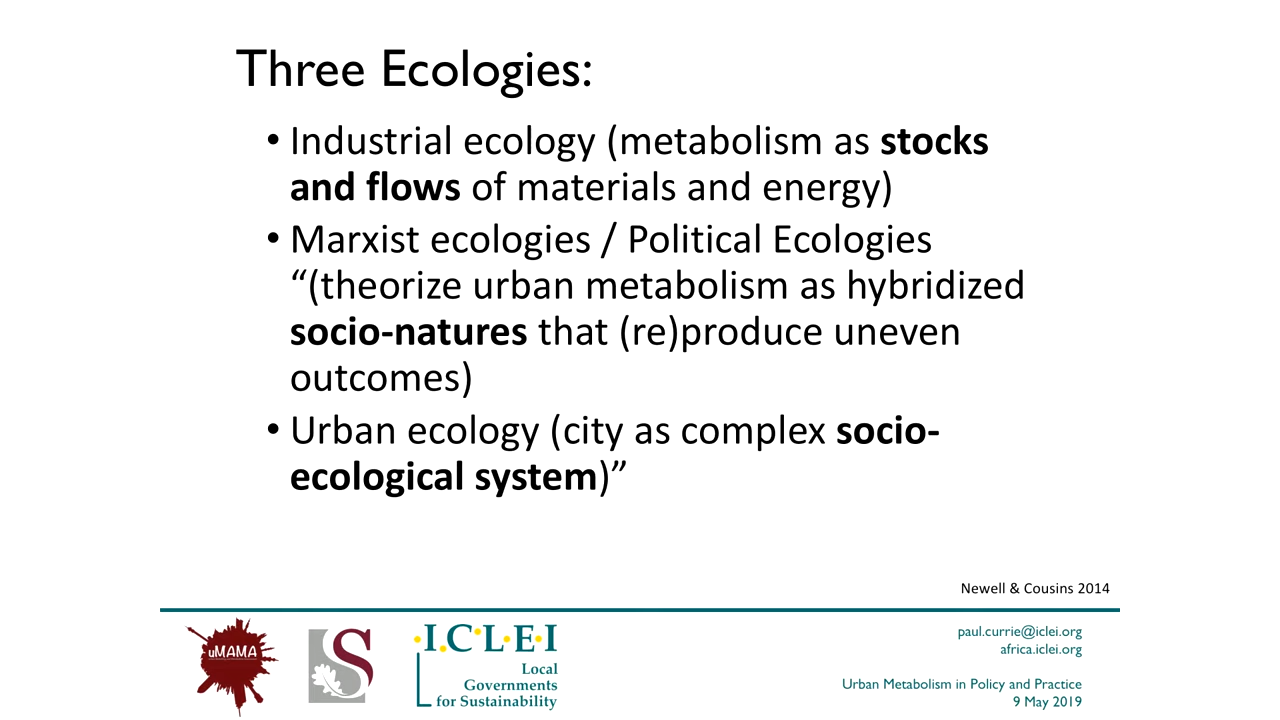 Three Ecologies:
• Industrial ecology (metabolism as stocks
and flows of materials and energy)
• Marxist ecologies / Political Ecologies
“(theorize urban metabolism as hybridized
socio-natures that (re)produce uneven
outcomes)
• Urban ecology (city as complex socio-
ecological system)”
Newell & Cousins 2014
uMAMA
S
·I.C·L·E·I
Local
Governments
for Sustainability
paul.currie@iclei.org
africa.iclei.org
Urban Metabolism in Policy and Practice
9 May 2019